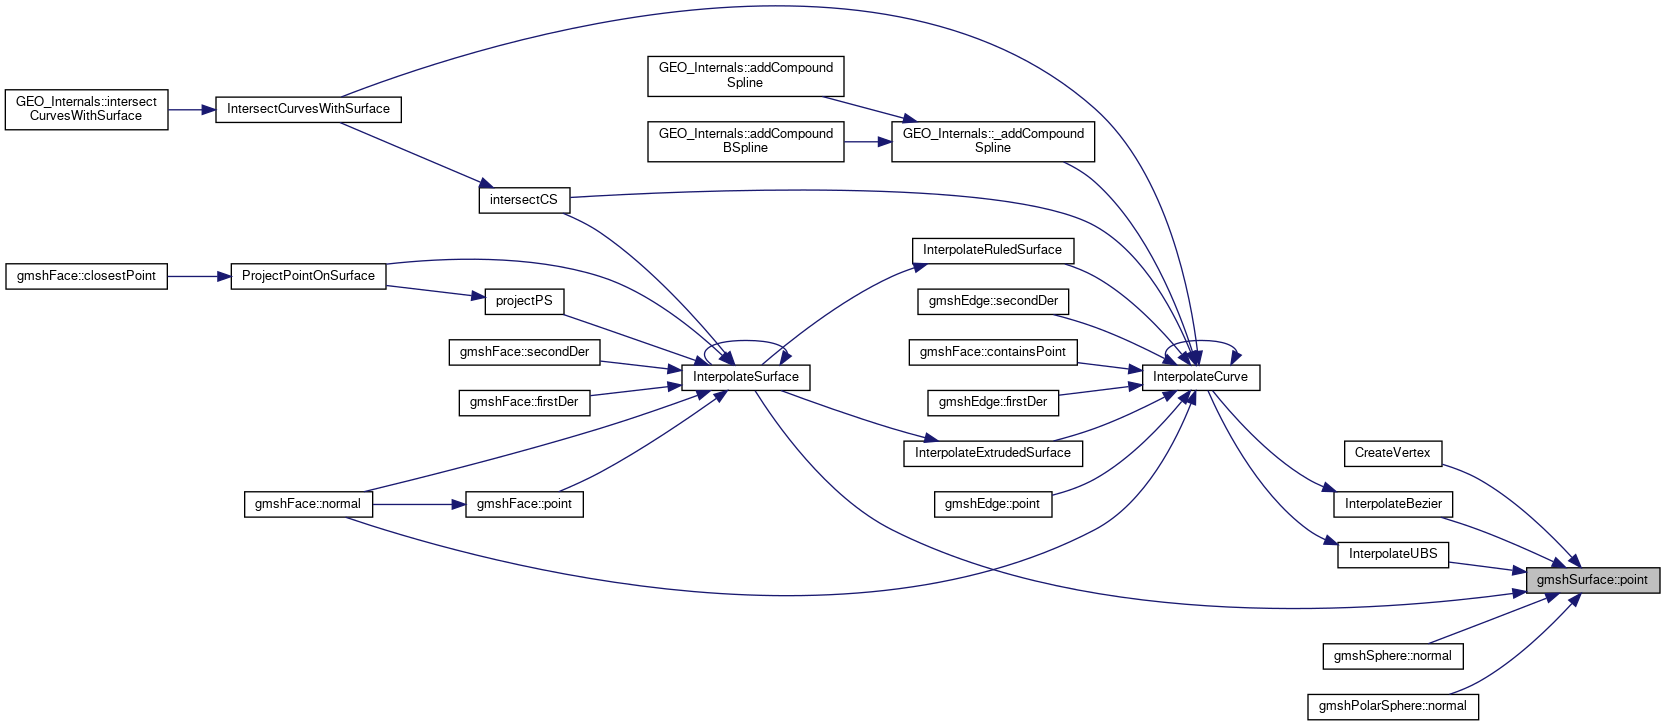 GEO_Internals::intersect
CurvesWithSurface
IntersectCurvesWithSurface
GEO_Internals::addCompound
Spline
GEO_Internals::addCompound
BSpline
GEO_Internals::_addCompound
Spline
intersectCS
InterpolateRuledSurface
gmshFace::closestPoint
ProjectPointOnSurface
projectPS
gmshEdge::secondDer
gmshFace::secondDer
gmshFace::containsPoint
InterpolateSurface
InterpolateCurve
gmshFace::firstDer
gmshEdge::firstDer
InterpolateExtrudedSurface
CreateVertex
gmshFace::normal
gmshFace::point
gmshEdge::point
InterpolateBezier
InterpolateUBS
gmshSurface::point
gmshSphere::normal
gmshPolarSphere::normal